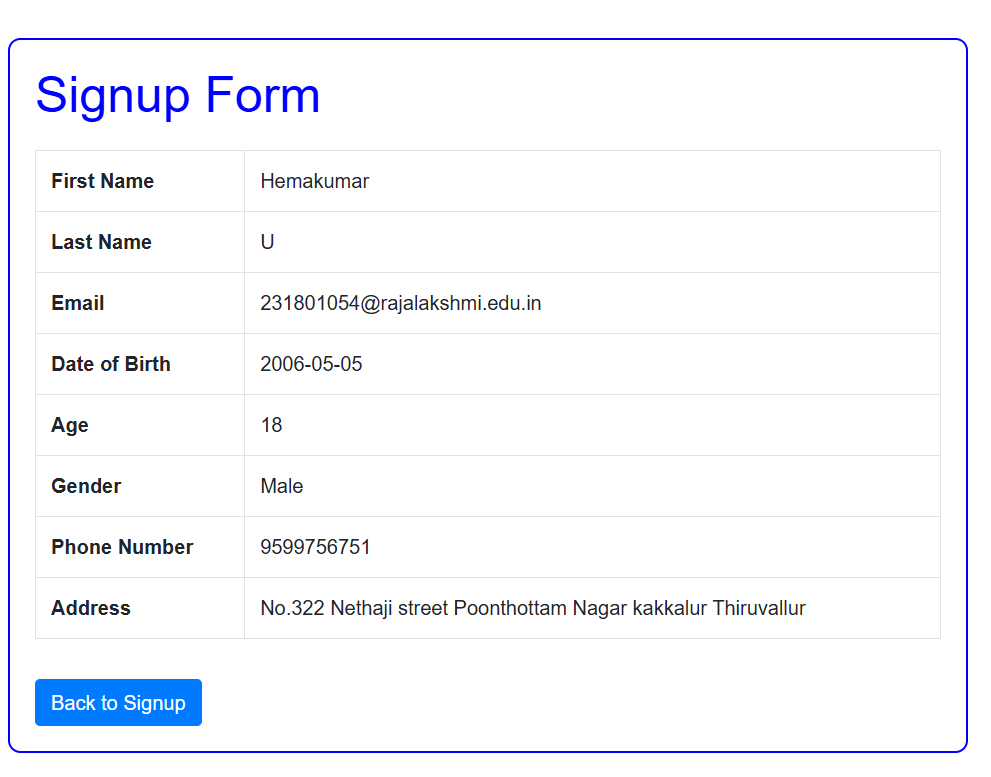 Signup Form
First Name Hemakumar
Last Name U
Email 231801054@rajalakshmi.edu.in
Date of Birth 2006-05-05
Age 18
Gender Male
Phone Number 9599756751
Address No.322 Nethaji street Poonthottam Nagar kakkalur Thiruvallur
Back to Signup